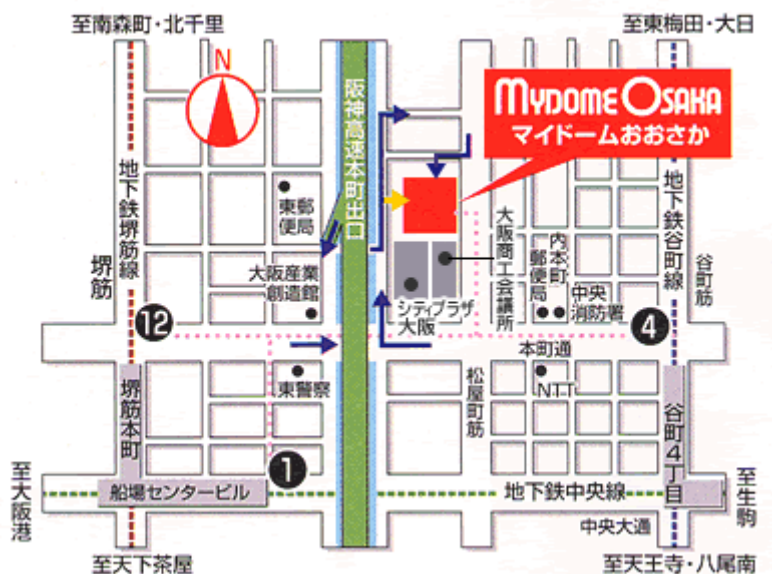 至南森町・北千里
至東梅田・大日
N
MYDOME OSAKA
マイドームおおさか
阪神高速本町出口
地下鉄堺筋線
堺筋
東郵
便局
大阪産業
創造館
大阪商工会議所
内本町
郵便局
中央
消防署
地下鉄谷町線
谷町筋
シティプラザ
大阪
12
4
本町通
東警察
松屋町筋
NTT
堺筋本町
谷町4丁目
1
至大阪港
船場センタービル
地下鉄中央線
至生駒
中央大通
至天下茶屋
至天王寺・八尾南